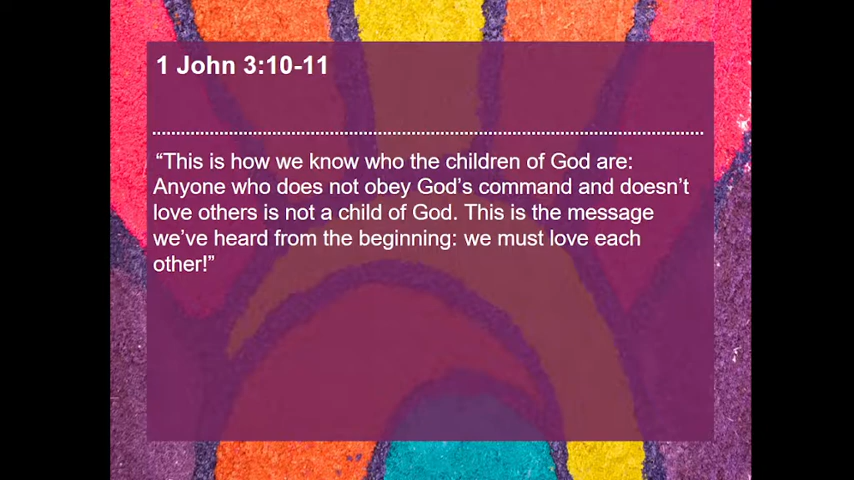 1 John 3:10-11
“This is how we know who the children of God are:
Anyone who does not obey God’s command and doesn’t
love others is not a child of God. This is the message
we’ve heard from the beginning: we must love each
other!”